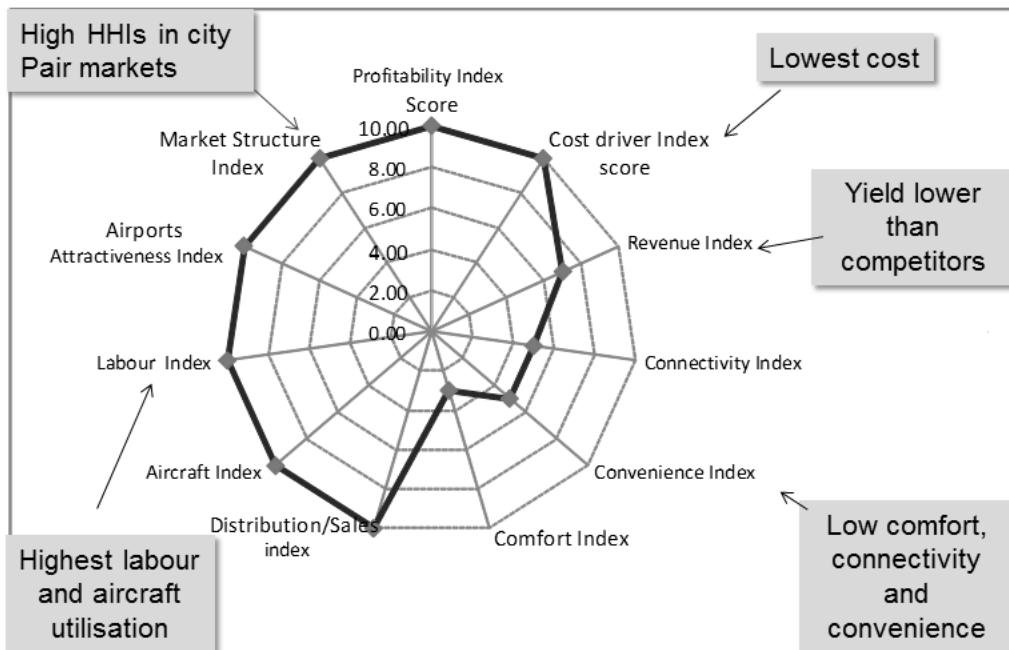 High HHIs in city
Pair markets
Profitability Index
Score
Lowest cost
Market Structure
Index
Cost driver Index
score
10.00
8.00
6.00
4.00
2.00
0.00
Airports
Attractiveness Index
Revenue Index
Yield lower
than
competitors
Labour Index
Connectivity Index
Aircraft Index
Convenience Index
Distribution/Sales
index
Comfort Index
Highest labour
and aircraft
utilisation
Low comfort,
connectivity
and
convenience